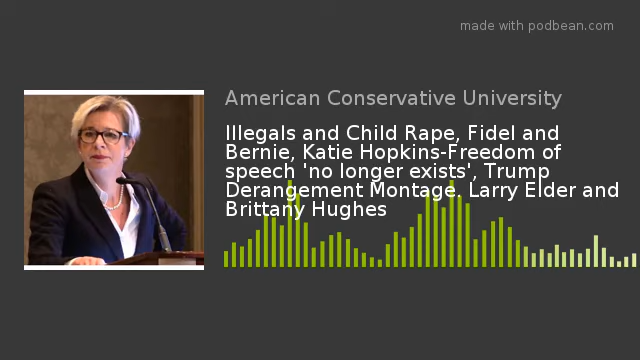 made with podbean.com
American Conservative University
Illegals and Child Rape, Fidel and
Bernie, Katie Hopkins-Freedom of
speech 'no longer exists', Trump
Derangement Montage. Larry Elder and
Brittany Hughes